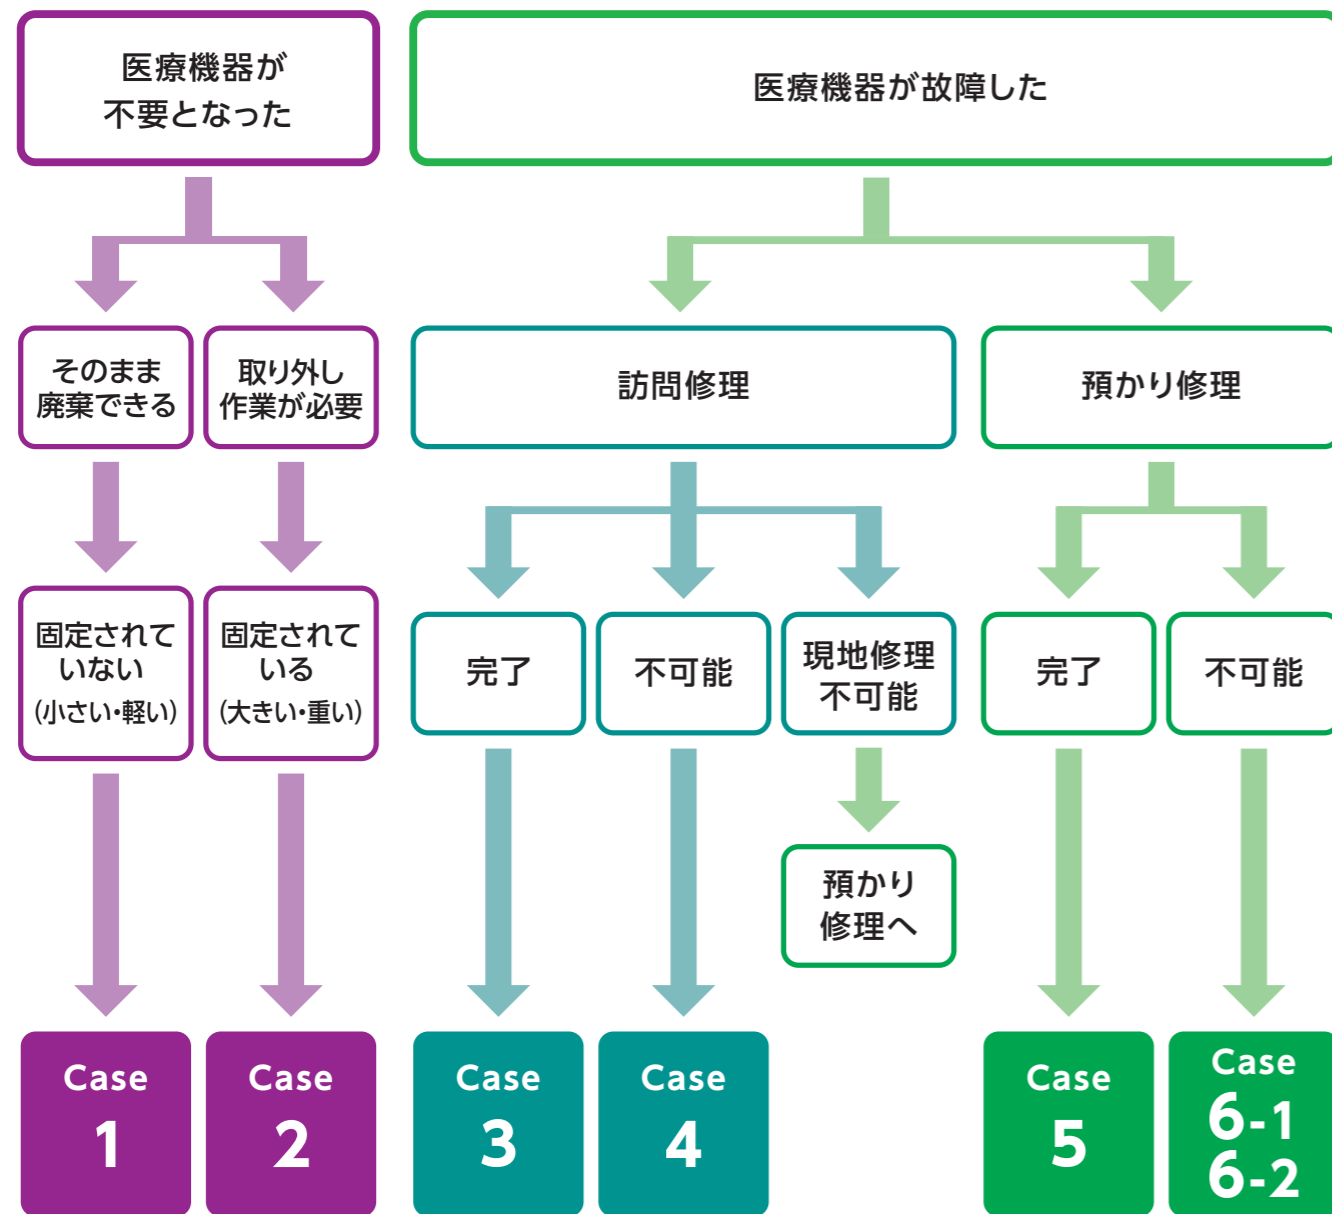 医療機器が
不要となった
医療機器が故障した
そのまま
廃棄できる
取り外し
作業が必要
訪問修理
預かり修理
固定されて
いない
（小さい・軽い）
固定されて
いる
（大きい・重い）
完了
不可能
現地修理
不可能
完了
不可能
預かり
修理へ
Case
1
Case
2
Case
3
Case
4
Case
5
Case
6-1
6-2